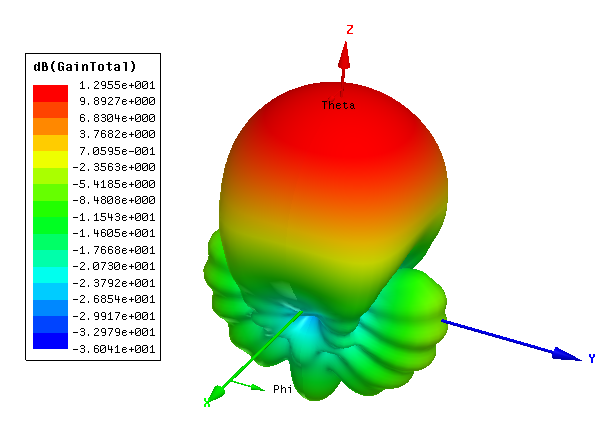 dB(GainTotal)
1.2955e+001
9.8927e+000
6.8304e+000
3.7682e+000
7.0595e-001
-2.3563e+000
-5.4185e+000
-8.4808e+000
-1.1543e+001
-1.4605e+001
-1.7668e+001
-2.0730e+001
-2.3792e+001
-2.6854e+001
-2.9917e+001
-3.2979e+001
-3.6041e+001
Z
Theta
Y
Phi
X